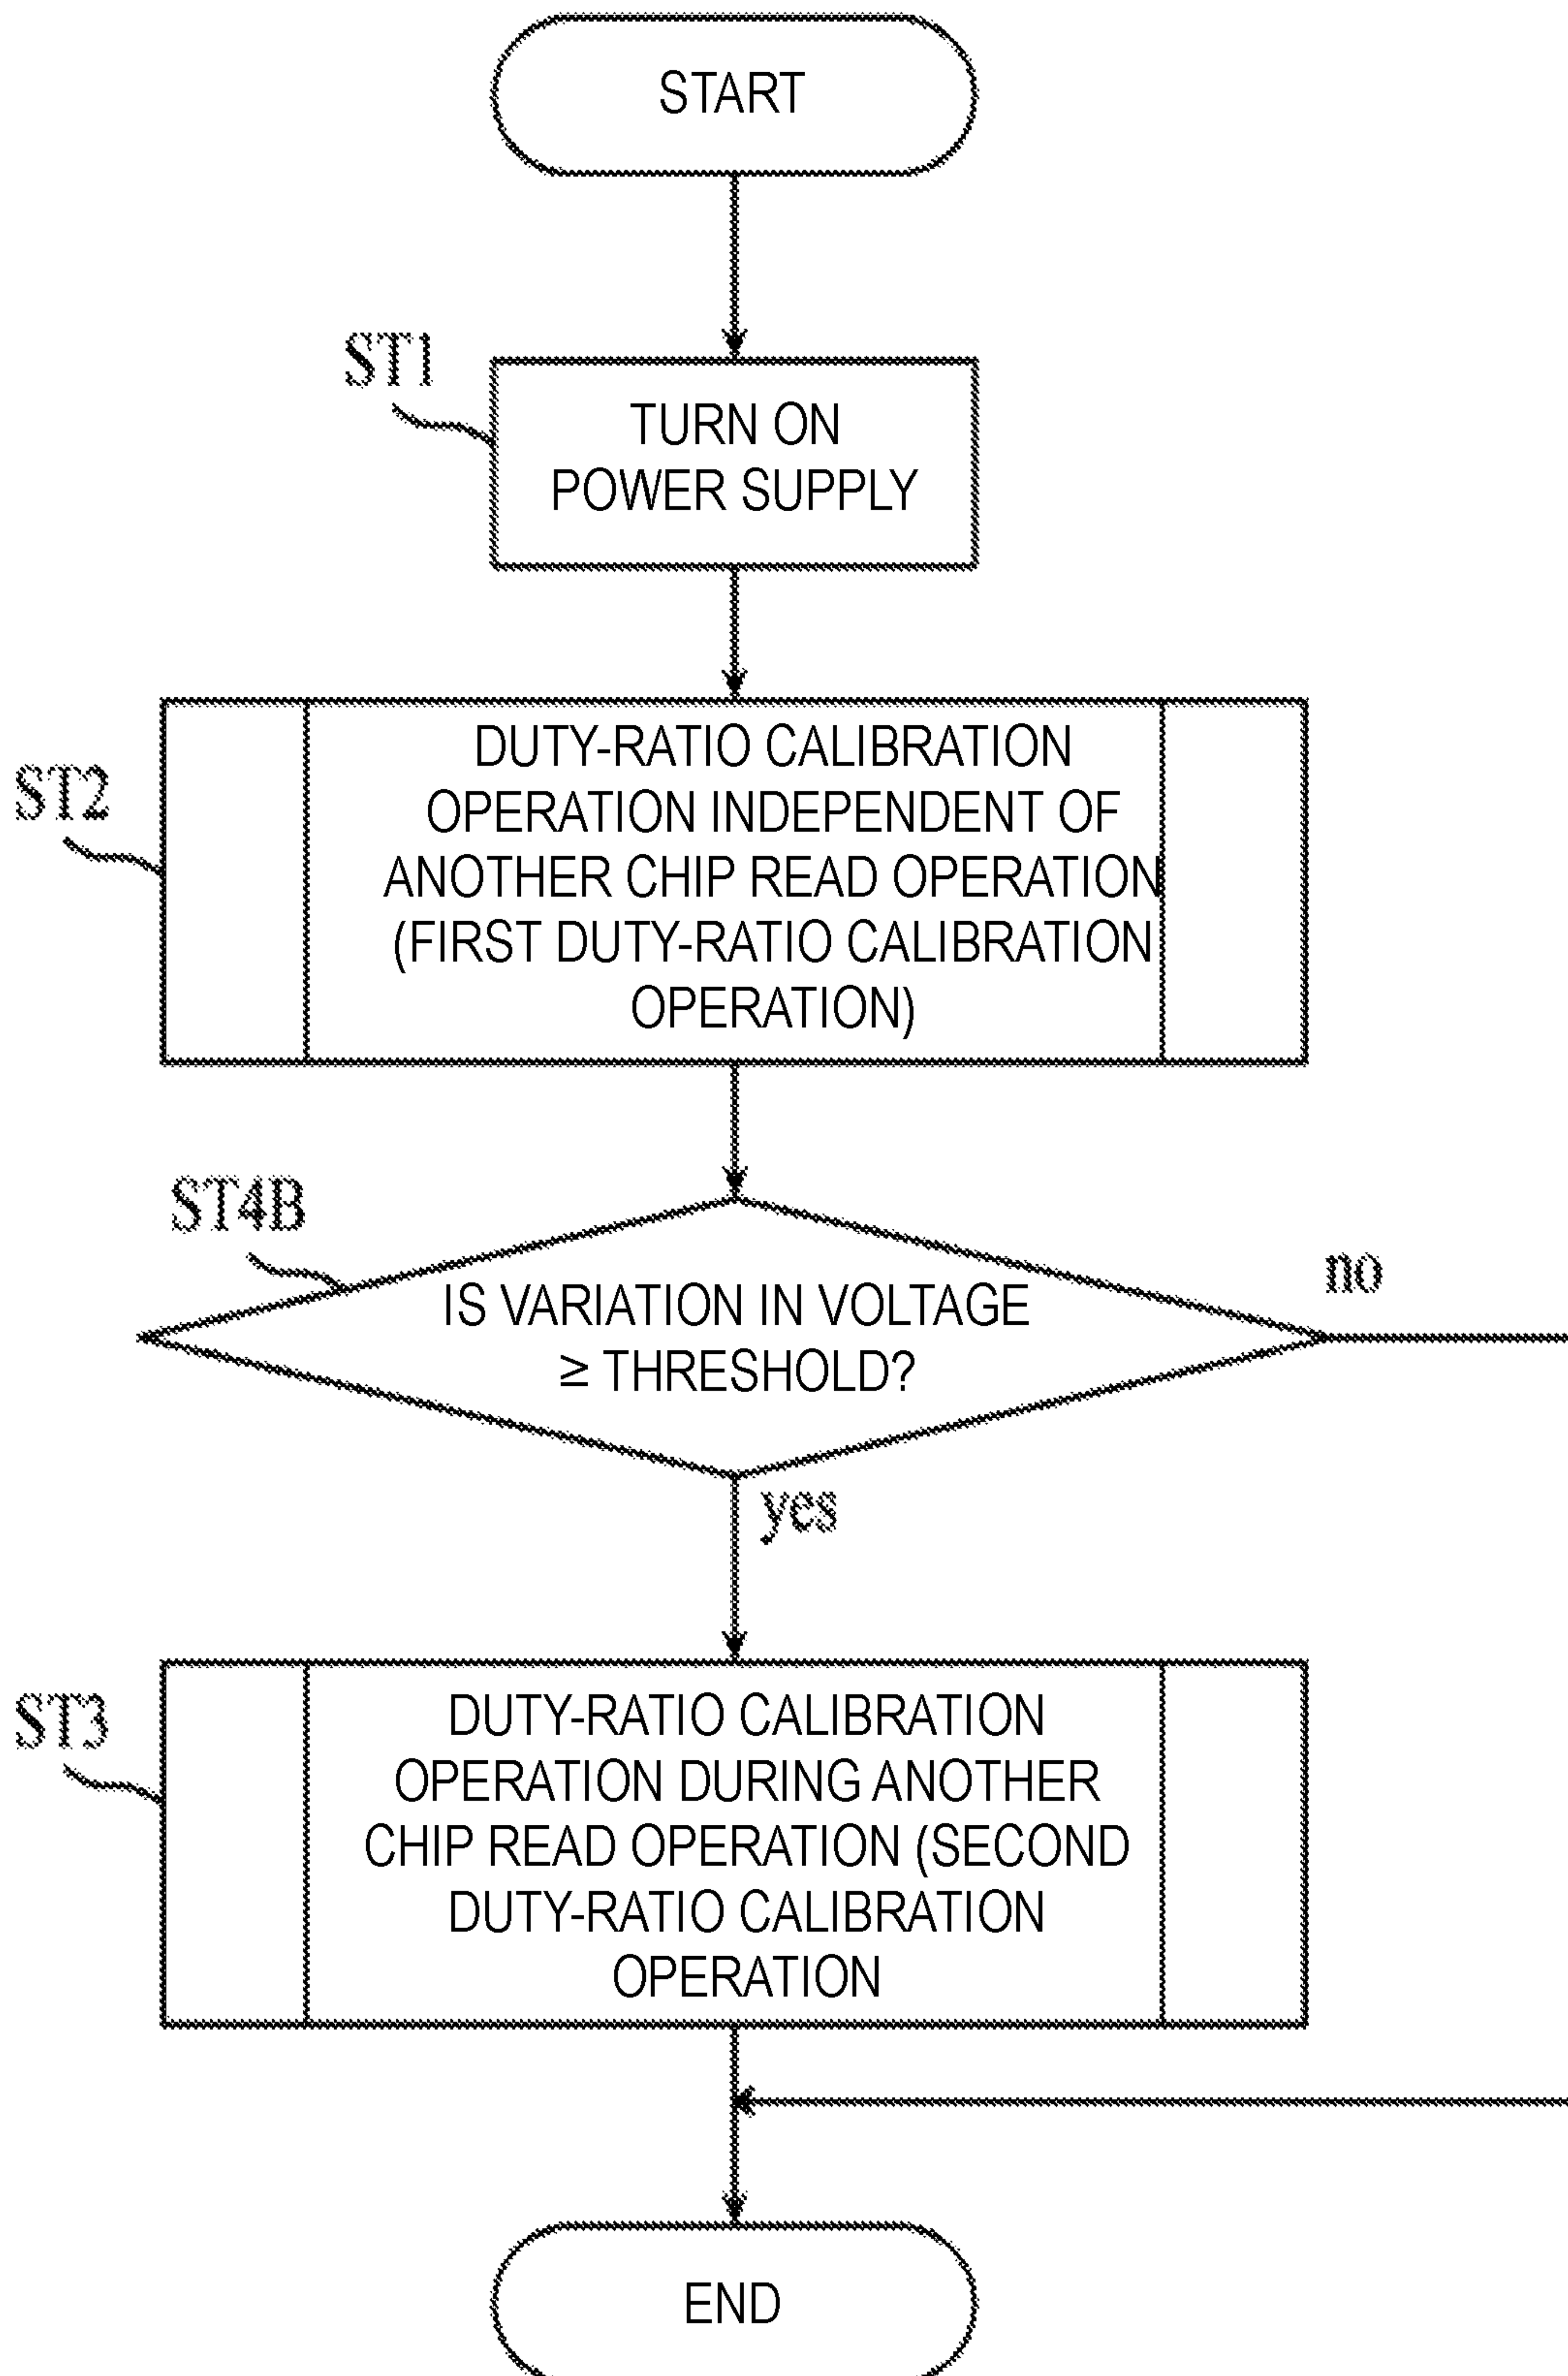 START
ST1
TURN ON
POWER SUPPLY
ST2
DUTY-RATIO CALIBRATION
OPERATION INDEPENDENT OF
ANOTHER CHIP READ OPERATION
(FIRST DUTY-RATIO CALIBRATION
OPERATION)
ST4B
IS VARIATION IN VOLTAGE
≥ THRESHOLD?
no
yes
ST3
DUTY-RATIO CALIBRATION
OPERATION DURING ANOTHER
CHIP READ OPERATION (SECOND
DUTY-RATIO CALIBRATION
OPERATION
END